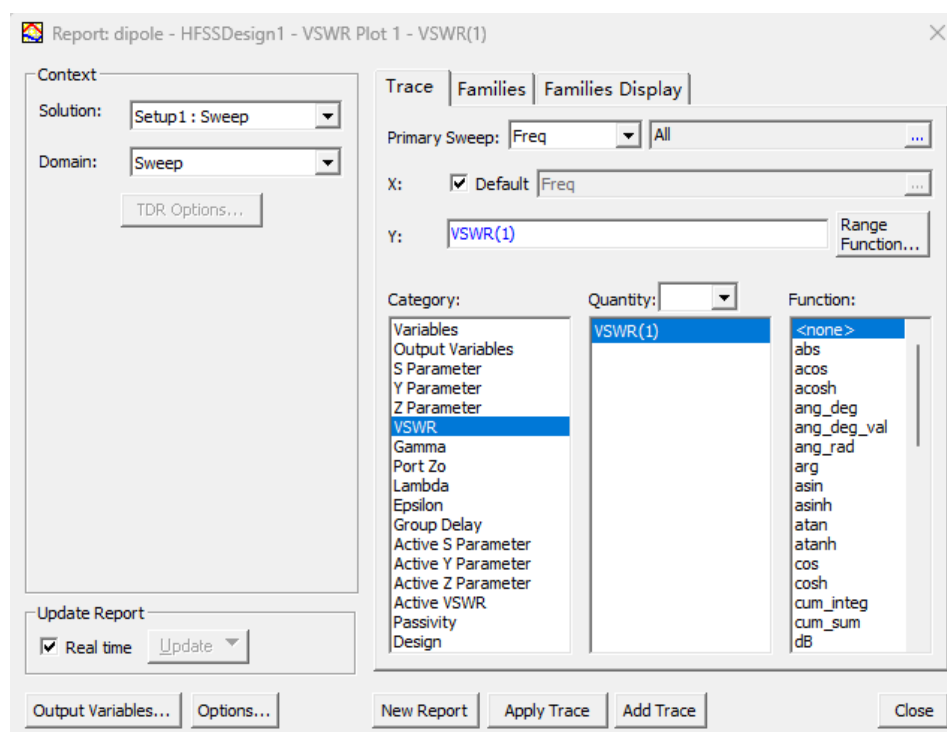 Report: dipole - HFSSDesign1 - VSWR Plot 1 - VSWR(1)
Context
Solution: Setup1 : Sweep
Domain: Sweep
TDR Options...
Update Report
Real time Update
Output Variables... Options...
Trace Families Families Display
Primary Sweep: Freq All ...
X: Default Freq ...
Y: VSWR(1) Range Function...
Category:
Variables
Output Variables
S Parameter
Y Parameter
Z Parameter
VSWR
Gamma
Port Zo
Lambda
Epsilon
Group Delay
Active S Parameter
Active Y Parameter
Active Z Parameter
Active VSWR
Passivity
Design
Quantity:
VSWR(1)
Function:
<none>
abs
acos
acosh
ang_deg
ang_deg_val
ang_rad
arg
asin
asinh
atan
atanh
cos
cosh
cum_integ
cum_sum
dB
New Report Apply Trace Add Trace Close